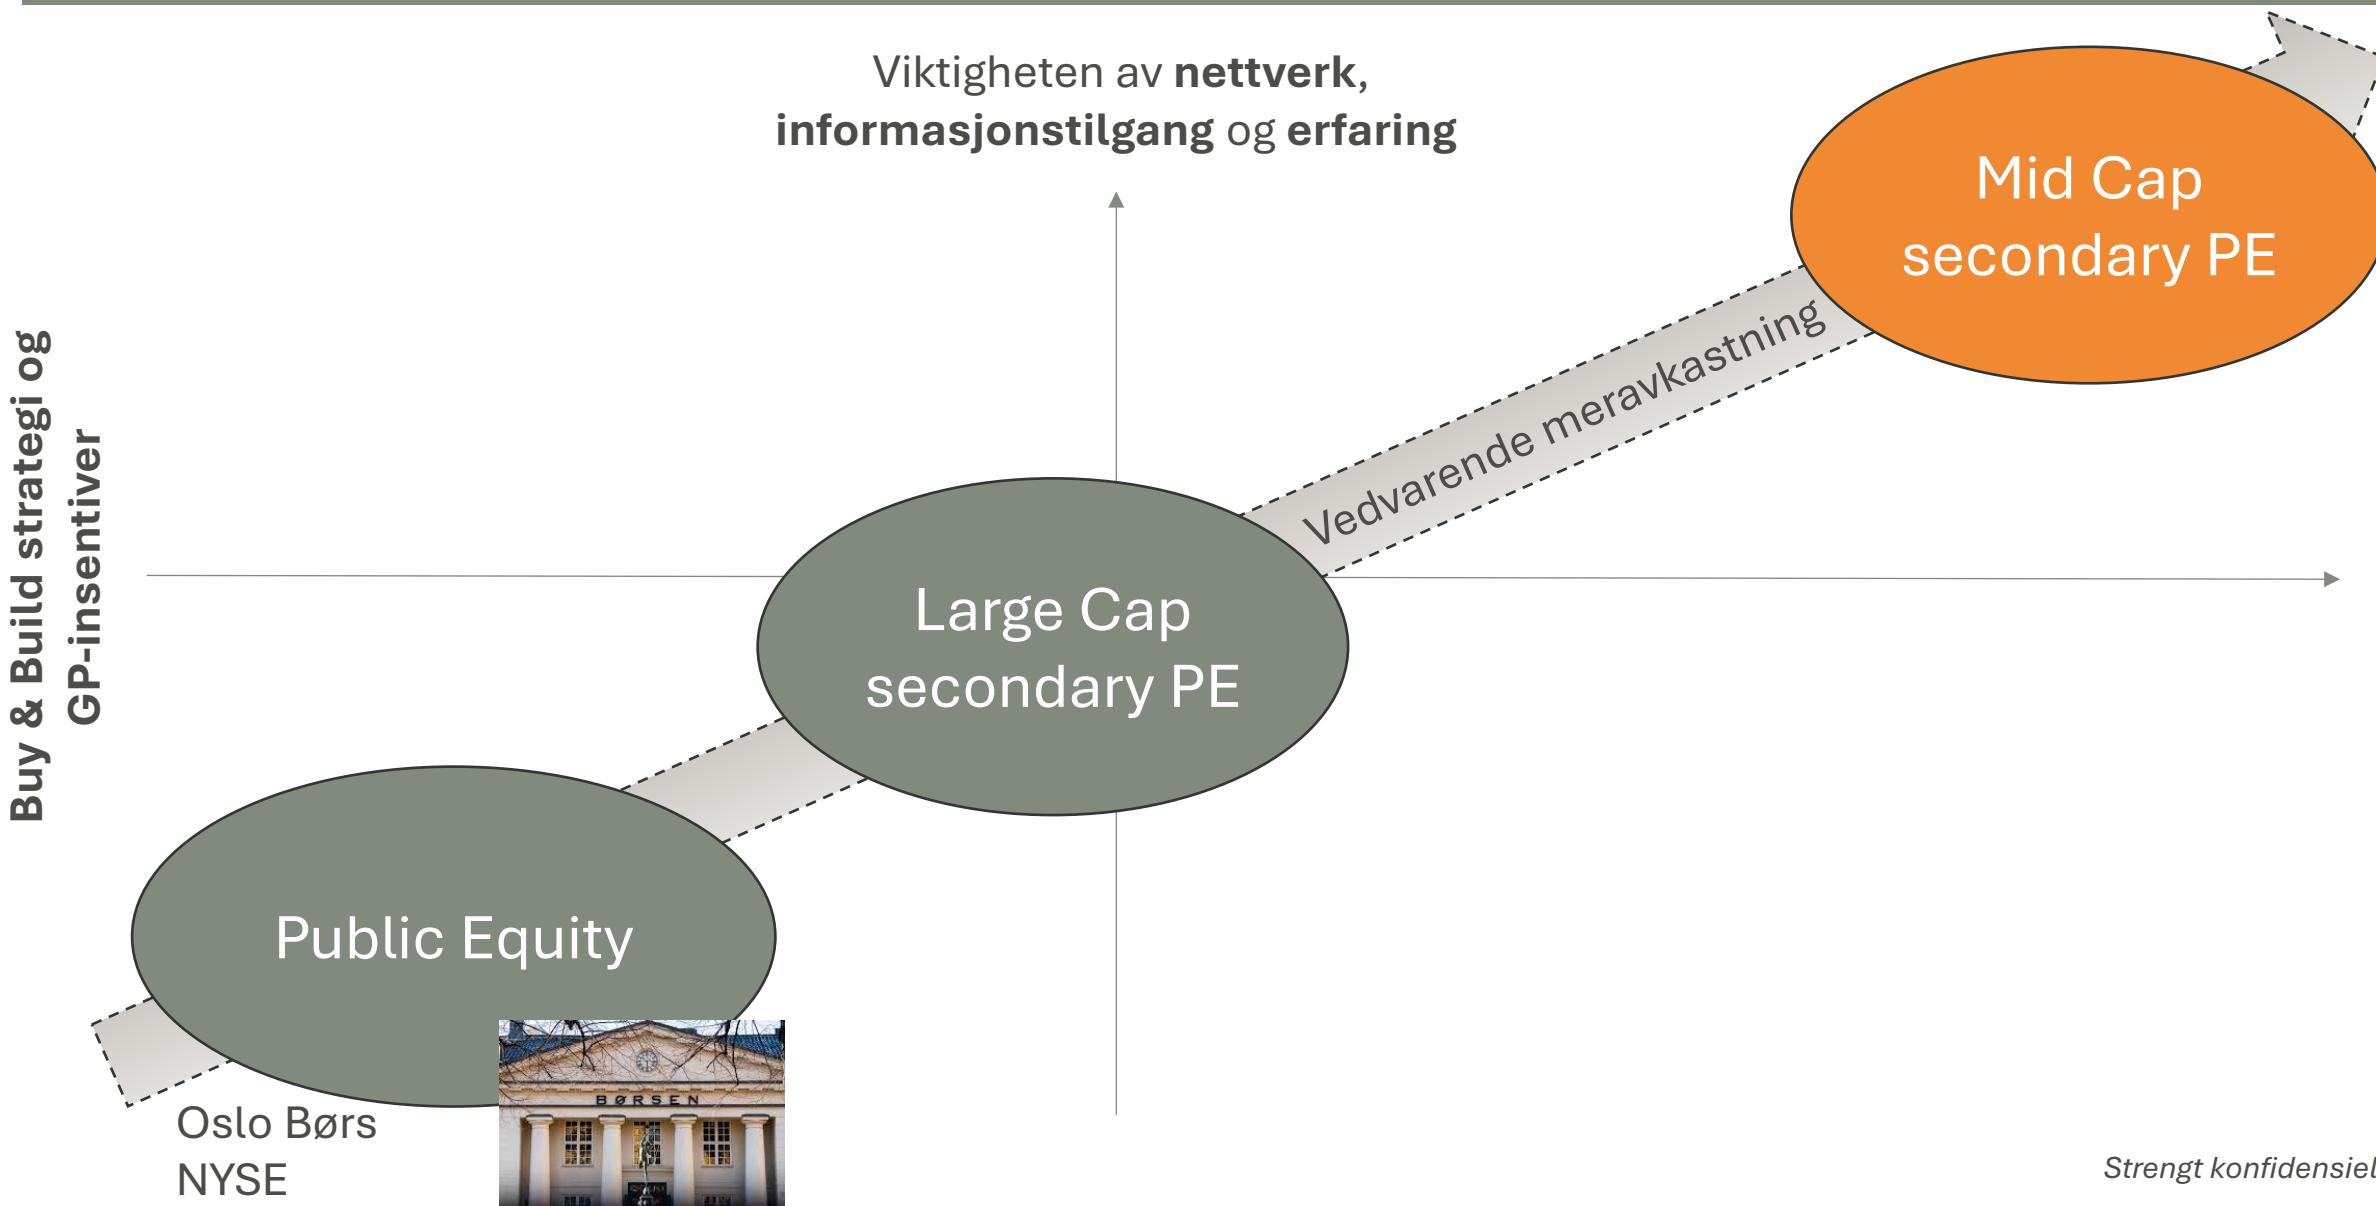 Viktigheten av nettverk,
informasjonstilgang og erfaring
Mid Cap
secondary PE
Vedvarende meravkastning
Buy & Build strategi og
GP-insentiver
Large Cap
secondary PE
Public Equity
BØRSEN
Oslo Børs
NYSE
Strengt konfidensiel